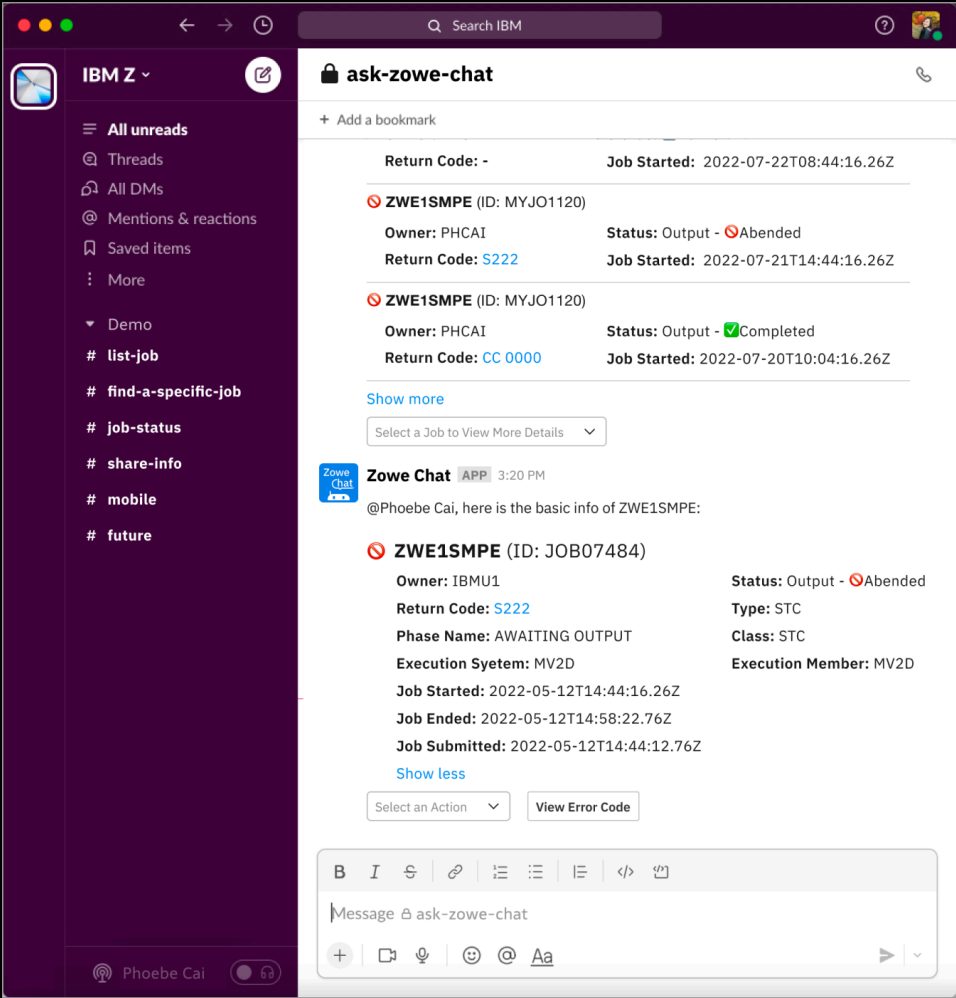 Search IBM
IBM Z
All unreads
Threads
All DMs
Mentions & reactions
Saved items
More
Demo
# list-job
# find-a-specific-job
# job-status
# share-info
# mobile
# future
Phoebe Cai
ask-zowe-chat
+ Add a bookmark
Return Code: - Job Started: 2022-07-22T08:44:16.26Z
ZWE1SMPE (ID: MYJO1120)
Owner: PHCAI Status: Output - Abended
Return Code: S222 Job Started: 2022-07-21T14:44:16.26Z
ZWE1SMPE (ID: MYJO1120)
Owner: PHCAI Status: Output - Completed
Return Code: CC 0000 Job Started: 2022-07-20T10:04:16.26Z
Show more
Select a Job to View More Details
Zowe Chat
Zowe Chat APP 3:20 PM
@Phoebe Cai, here is the basic info of ZWE1SMPE:
ZWE1SMPE (ID: JOB07484)
Owner: IBMU1 Status: Output - Abended
Return Code: S222 Type: STC
Phase Name: AWAITING OUTPUT Class: STC
Execution Syetem: MV2D Execution Member: MV2D
Job Started: 2022-05-12T14:44:16.26Z
Job Ended: 2022-05-12T14:58:22.76Z
Job Submitted: 2022-05-12T14:44:12.76Z
Show less
Select an Action View Error Code
B I S
Message ask-zowe-chat
+ @ Aa